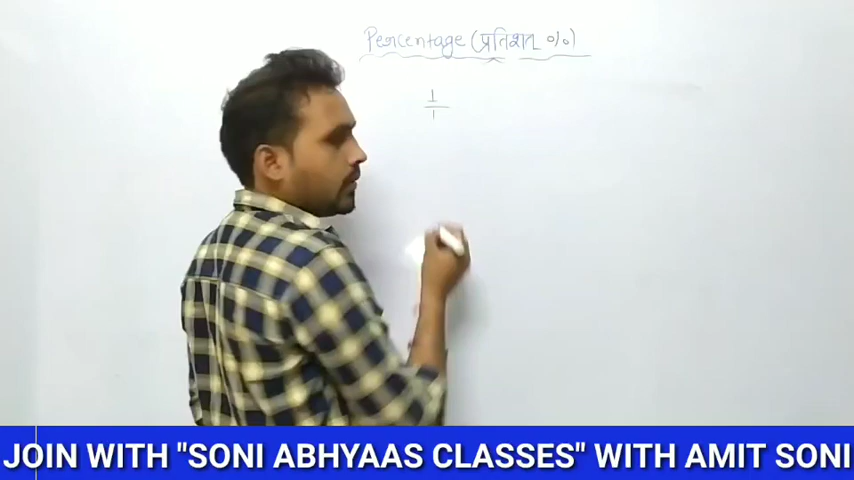 Percentage (प्रतिशत %)
1
1
JOIN WITH "SONI ABHYAAS CLASSES" WITH AMIT SONI